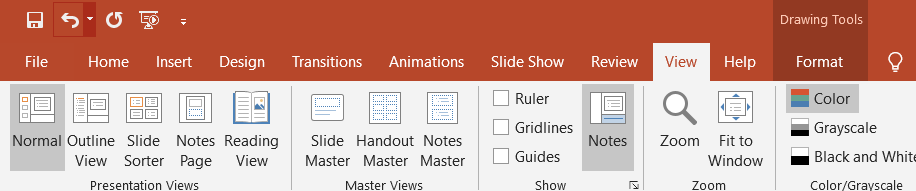 Drawing Tools
File Home Insert Design Transitions Animations Slide Show Review View Help Format
Normal Outline View Slide Sorter Notes Page Reading View
Presentation Views
Slide Master Handout Master Notes Master
Master Views
Ruler
Gridlines
Guides
Notes
Show
Zoom Fit to Window
Zoom
Color
Grayscale
Black and White
Color/Grayscale